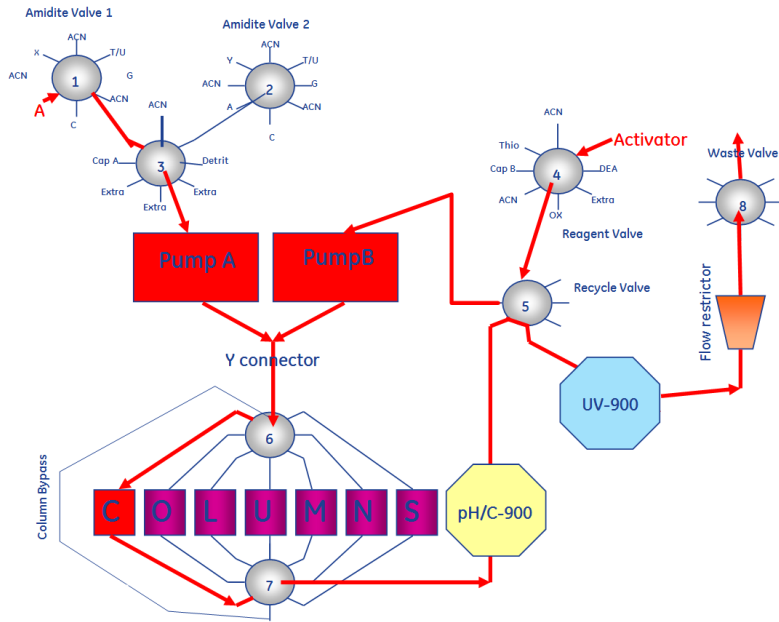 Amidite Valve 1
ACN
X
T/U
ACN
1
G
A
ACN
C
Amidite Valve 2
ACN
Y
T/U
ACN
2
G
A
ACN
C
ACN
Cap A
3
Detrit
Extra
Extra
Extra
ACN
Thio
Activator
Cap B
4
DEA
ACN
Extra
OX
Reagent Valve
Waste Valve
8
Pump A
PumpB
5
Recycle Valve
Flow restrictor
Y connector
UV-900
6
Column Bypass
C O L U M N S
pH/C-900
7